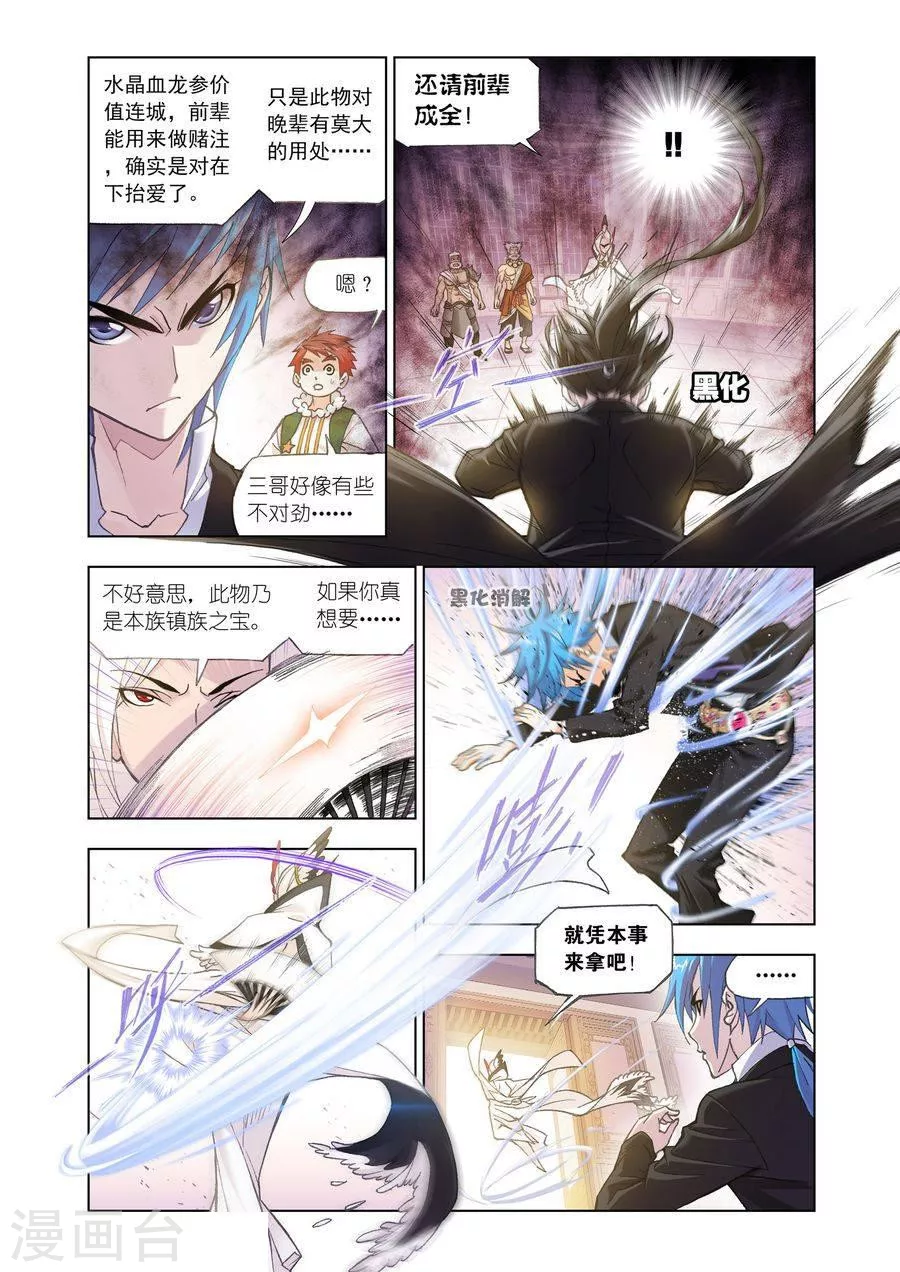 水晶血龙参价
值连城，前辈
能用来做赌注
，确实是对在
下抬爱了。
只是此物对
晚辈有莫大
的用处……
嗯？
三哥好像有些
不对劲……
还请前辈
成全！
!!
黑化
不好意思，此物乃
是本族镇族之宝。
如果你真
想要……
黑化消解
嘭
就凭本事
来拿吧！
……
漫画台